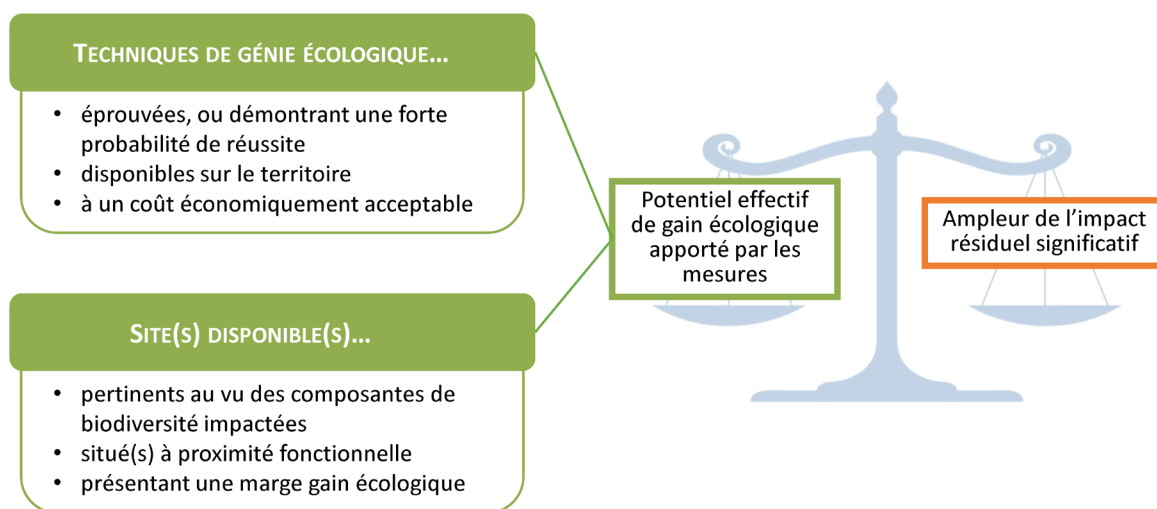 TECHNIQUES DE GÉNIE ÉCOLOGIQUE…
• éprouvées, ou démontrant une forte
probabilité de réussite
• disponibles sur le territoire
• à un coût économiquement acceptable
SITE(S) DISPONIBLE(S)…
• pertinents au vu des composantes de
biodiversité impactées
• situé(s) à proximité fonctionnelle
• présentant une marge gain écologique
Potentiel effectif
de gain écologique
apporté par les
mesures
Ampleur de l’impact
résiduel significatif